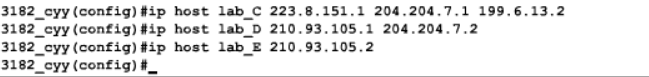 3182_cyy(config)#ip host lab_C 223.8.151.1 204.204.7.1 199.6.13.2
3182_cyy(config)#ip host lab_D 210.93.105.1 204.204.7.2
3182_cyy(config)#ip host lab_E 210.93.105.2
3182_cyy(config)#_